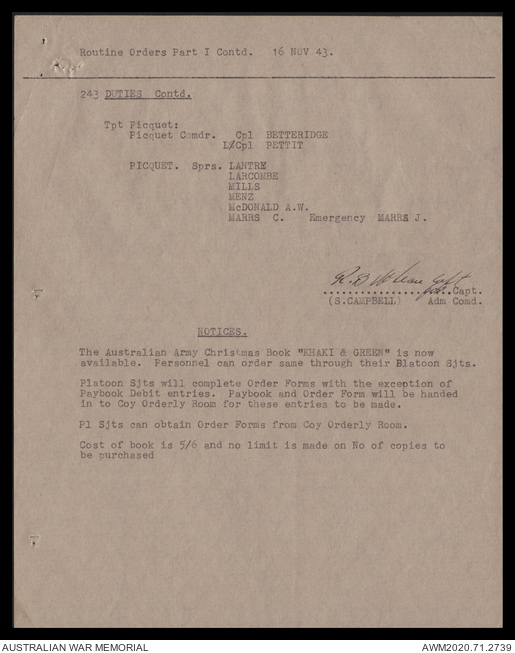 Routine Orders Part I Contd.   16 NOV 43.
243 DUTIES Contd.
Tpt Picquet:
Picquet Comdr.   Cpl  BETTERIDGE
L/Cpl  PETTIT
PICQUET.  Sprs. LANTRE
LARCOMBE
MILLS
MENZ
McDONALD A.W.
MARRS  C.   Emergency  MARRS J.
Capt.
(S.CAMPBELL)   Adm Comd.
NOTICES.
The Australian Army Christmas Book "KHAKI & GREEN" is now
available.  Personnel can order same through their Blatoon Sjts.
Platoon Sjts will complete Order Forms with the exception of
Paybook Debit entries.  Paybook and Order Form will be handed
in to Coy Orderly Room for these entries to be made.
Pl Sjts can obtain Order Forms from Coy Orderly Room.
Cost of book is 5/6 and no limit is made on No of copies to
be purchased
AUSTRALIAN WAR MEMORIAL   AWM2020.71.2739